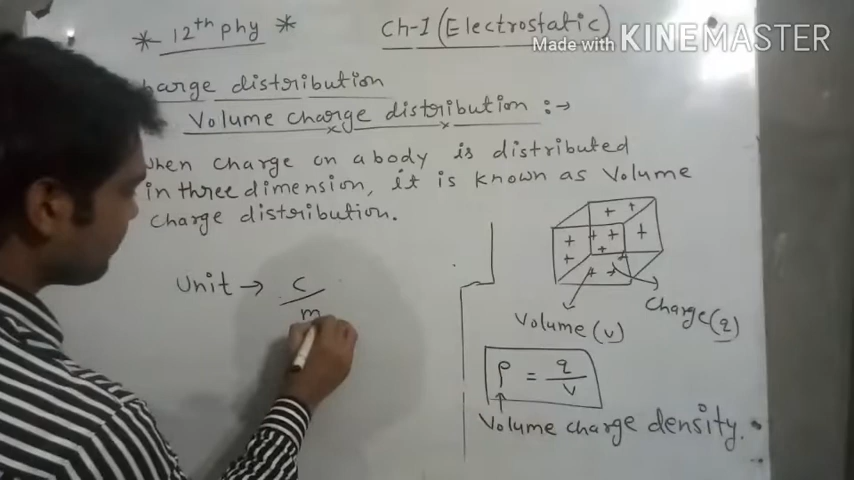 * 12th phy *
Ch-1 (Electrostatic)
Made with KINEMASTER
harge distribution
Volume charge distribution :→
when charge on a body is distributed
in three dimension, it is known as Volume
charge distribution.
Unit → C/m
+ + + + + + + + + + +
Volume (v)
Charge (q)
ρ = q/v
Volume charge density.